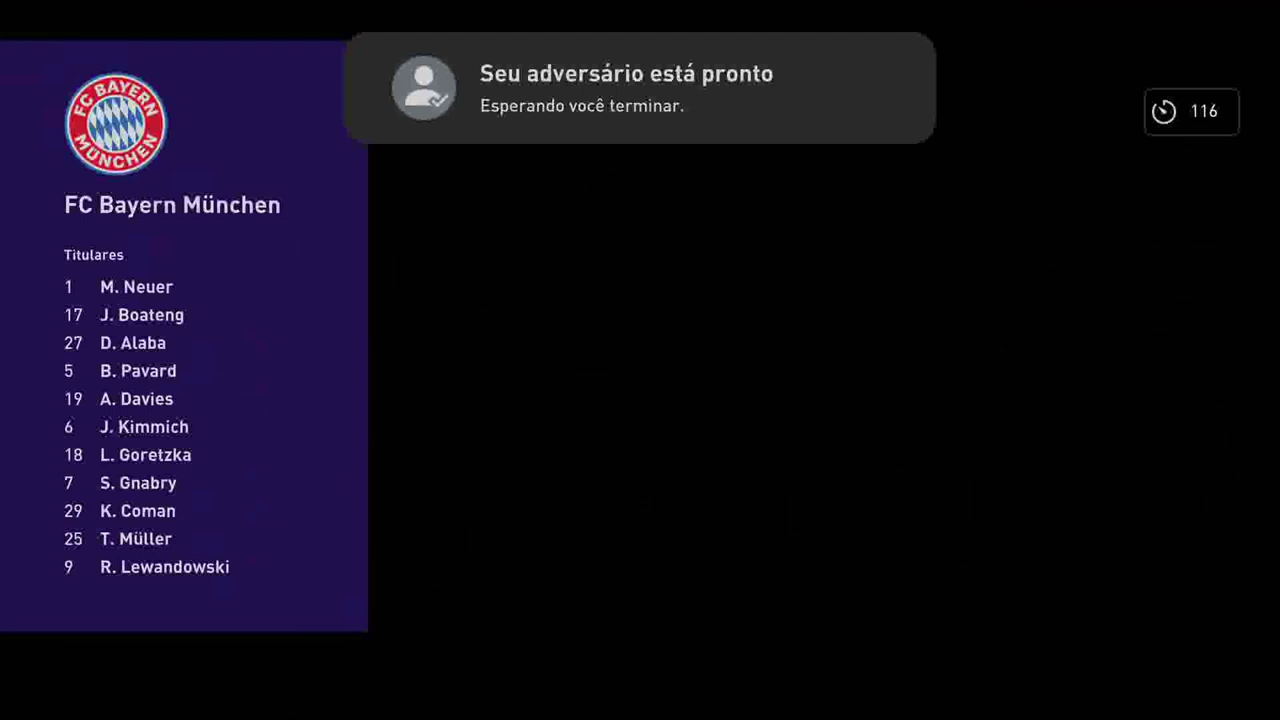 Seu adversário está pronto
Esperando você terminar.
116
FC BAYERN
MÜNCHEN
FC Bayern München
Titulares
1 M. Neuer
17 J. Boateng
27 D. Alaba
5 B. Pavard
19 A. Davies
6 J. Kimmich
18 L. Goretzka
7 S. Gnabry
29 K. Coman
25 T. Müller
9 R. Lewandowski